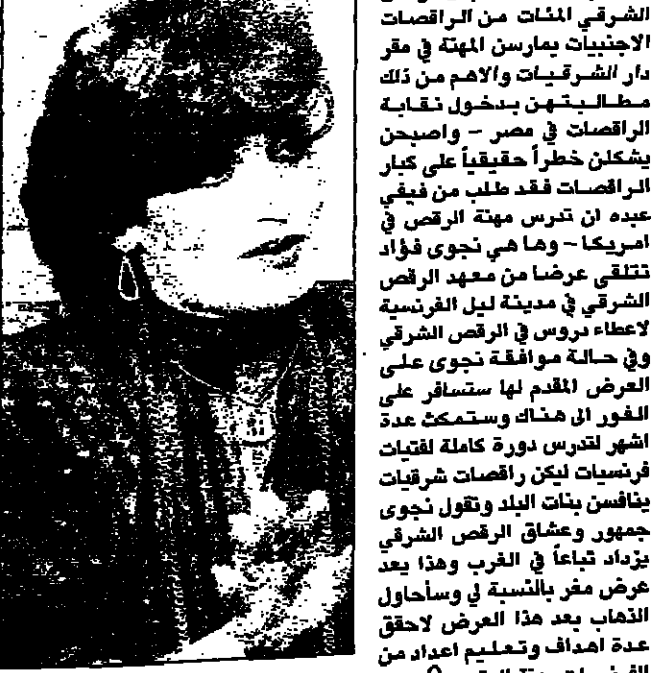 الشرقي المئات من الراقصات
الاجنبيات يمارسن المهنة في مقر
دار الشرقيات والاهم من ذلك
مطالبتهن بدخول نقابة
الراقصات في مصر – واصبحن
يشكلن خطراً حقيقياً على كبار
الراقصات فقد طلب من فيفي
عبده ان تدرس مهنة الرقص في
امريكا – وها هي نجوى فؤاد
تتلقى عرضا من معهد الرقص
الشرقي في مدينة ليل الفرنسية
لاعطاء دروس في الرقص الشرقي
وفي حالة موافقة نجوى على
العرض المقدم لها ستسافر على
الفور الى هناك وستمكث عدة
اشهر لتدرس دورة كاملة لفتيات
فرنسيات ليكن راقصات شرقيات
ينافسن بنات البلد وتقول نجوى
جمهور وعشاق الرقص الشرقي
يزداد تباعاً في الغرب وهذا يعد
عرض مغر بالنسبة لي وسأحاول
الذهاب بعد هذا العرض لاحقق
عدة اهداف وتعليم اعداد من